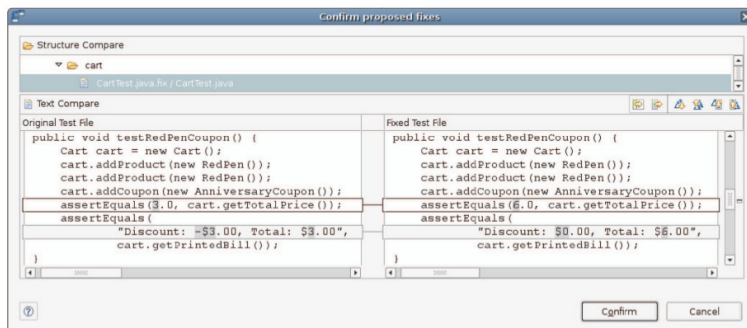 Confirm proposed fixes
Structure Compare
cart
CartTest.java.fix / CartTest.java
Text Compare
Original Test File
public void testRedPenCoupon() {
Cart cart = new Cart();
cart.addProduct(new RedPen());
cart.addProduct(new RedPen());
cart.addCoupon(new AnniversaryCoupon());
assertEquals(3.0, cart.getTotalPrice());
assertEquals(
"Discount: -$3.00, Total: $3.00",
cart.getPrintedBill());
}
Fixed Test File
public void testRedPenCoupon() {
Cart cart = new Cart();
cart.addProduct(new RedPen());
cart.addProduct(new RedPen());
cart.addCoupon(new AnniversaryCoupon());
assertEquals(6.0, cart.getTotalPrice());
assertEquals(
"Discount: $0.00, Total: $6.00",
cart.getPrintedBill());
}
Confirm
Cancel